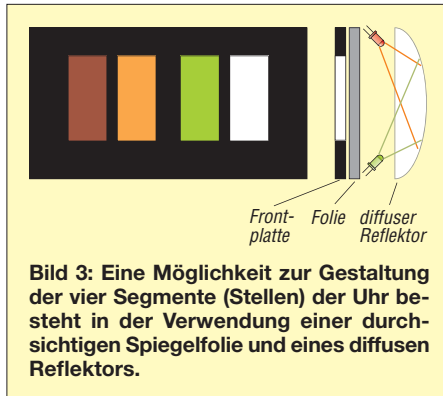 Front-
platte
Folie
diffuser
Reflektor
Bild 3: Eine Möglichkeit zur Gestaltung
der vier Segmente (Stellen) der Uhr be-
steht in der Verwendung einer durch-
sichtigen Spiegelfolie und eines diffusen
Reflektors.